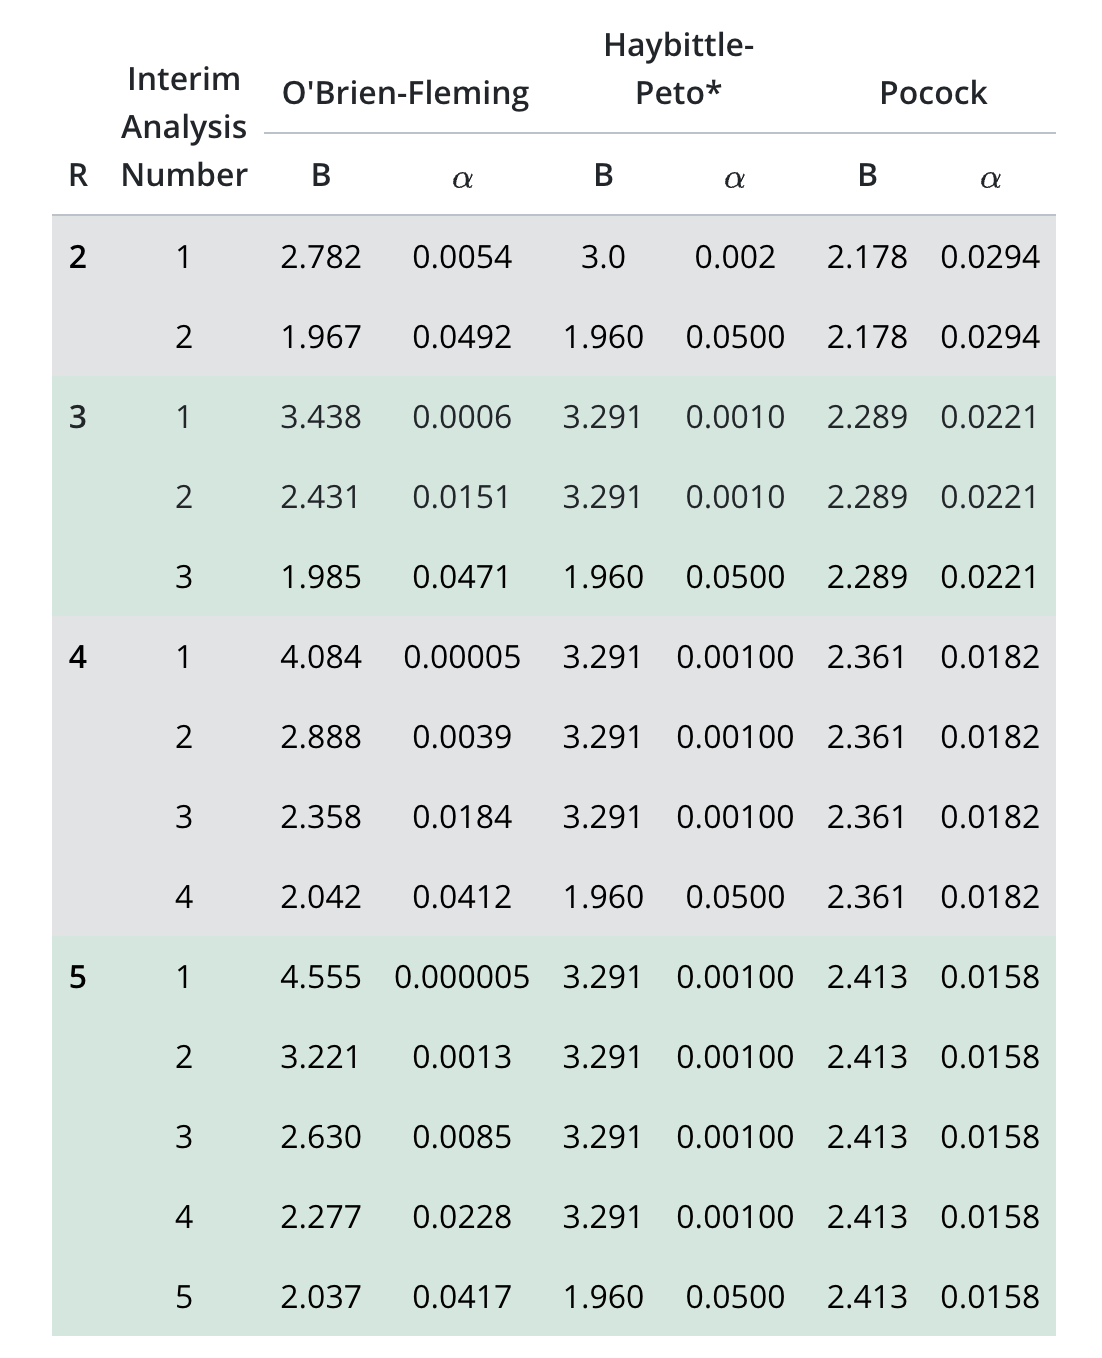 Haybittle-
Interim O'Brien-Fleming Peto* Pocock
Analysis
R Number B α B α B α
2 1 2.782 0.0054 3.0 0.002 2.178 0.0294
2 1.967 0.0492 1.960 0.0500 2.178 0.0294
3 1 3.438 0.0006 3.291 0.0010 2.289 0.0221
2 2.431 0.0151 3.291 0.0010 2.289 0.0221
3 1.985 0.0471 1.960 0.0500 2.289 0.0221
4 1 4.084 0.00005 3.291 0.00100 2.361 0.0182
2 2.888 0.0039 3.291 0.00100 2.361 0.0182
3 2.358 0.0184 3.291 0.00100 2.361 0.0182
4 2.042 0.0412 1.960 0.0500 2.361 0.0182
5 1 4.555 0.000005 3.291 0.00100 2.413 0.0158
2 3.221 0.0013 3.291 0.00100 2.413 0.0158
3 2.630 0.0085 3.291 0.00100 2.413 0.0158
4 2.277 0.0228 3.291 0.00100 2.413 0.0158
5 2.037 0.0417 1.960 0.0500 2.413 0.0158